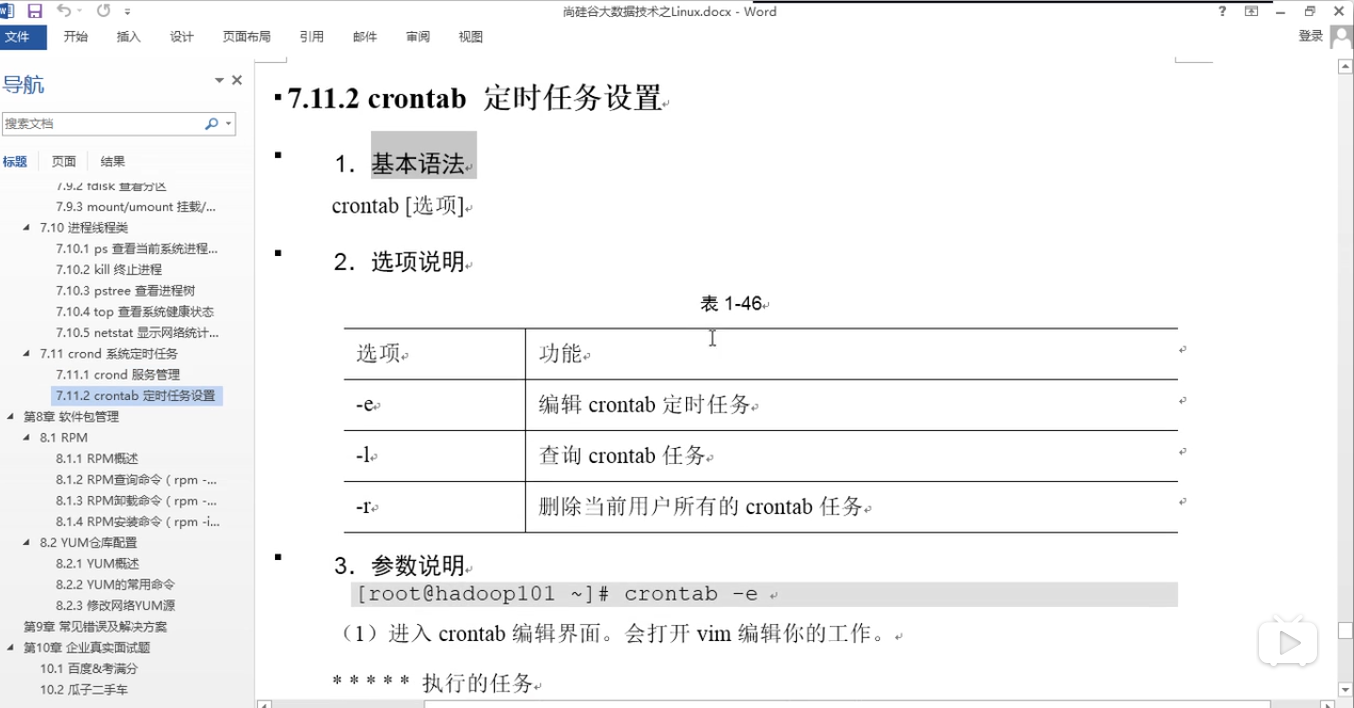 尚硅谷大数据技术之Linux.docx - Word
文件 开始 插入 设计 页面布局 引用 邮件 审阅 视图 登录
导航
搜索文档
标题 页面 结果
7.9.2 fdisk 查看分区
7.9.3 mount/umount 挂载/...
7.10 进程线程类
7.10.1 ps 查看当前系统进程...
7.10.2 kill 终止进程
7.10.3 pstree 查看进程树
7.10.4 top 查看系统健康状态
7.10.5 netstat 显示网络统计...
7.11 crond 系统定时任务
7.11.1 crond 服务管理
7.11.2 crontab 定时任务设置
第8章 软件包管理
8.1 RPM
8.1.1 RPM概述
8.1.2 RPM查询命令（rpm -...
8.1.3 RPM卸载命令（rpm -...
8.1.4 RPM安装命令（rpm -i...
8.2 YUM仓库配置
8.2.1 YUM概述
8.2.2 YUM的常用命令
8.2.3 修改网络YUM源
第9章 常见错误及解决方案
第10章 企业真实面试题
10.1 百度&考满分
10.2 瓜子二手车
7.11.2 crontab 定时任务设置
1. 基本语法
crontab [选项]
2. 选项说明
表 1-46
选项 功能
-e 编辑 crontab 定时任务
-l 查询 crontab 任务
-r 删除当前用户所有的 crontab 任务
3. 参数说明
[root@hadoop101 ~]# crontab -e
（1）进入 crontab 编辑界面。会打开 vim 编辑你的工作。
* * * * * 执行的任务